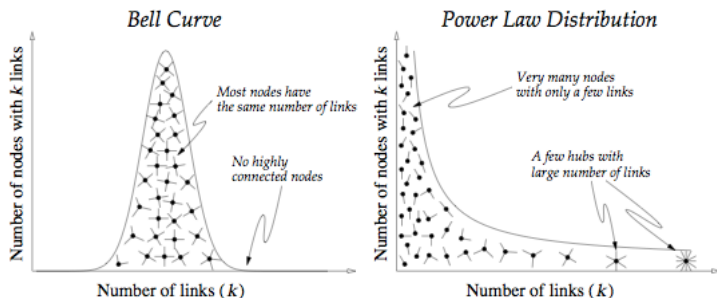 Bell Curve
Number of nodes with k links
Most nodes have
the same number of links
No highly
connected nodes
Number of links (k)
Power Law Distribution
Number of nodes with k links
Very many nodes
with only a few links
A few hubs with
large number of links
Number of links (k)